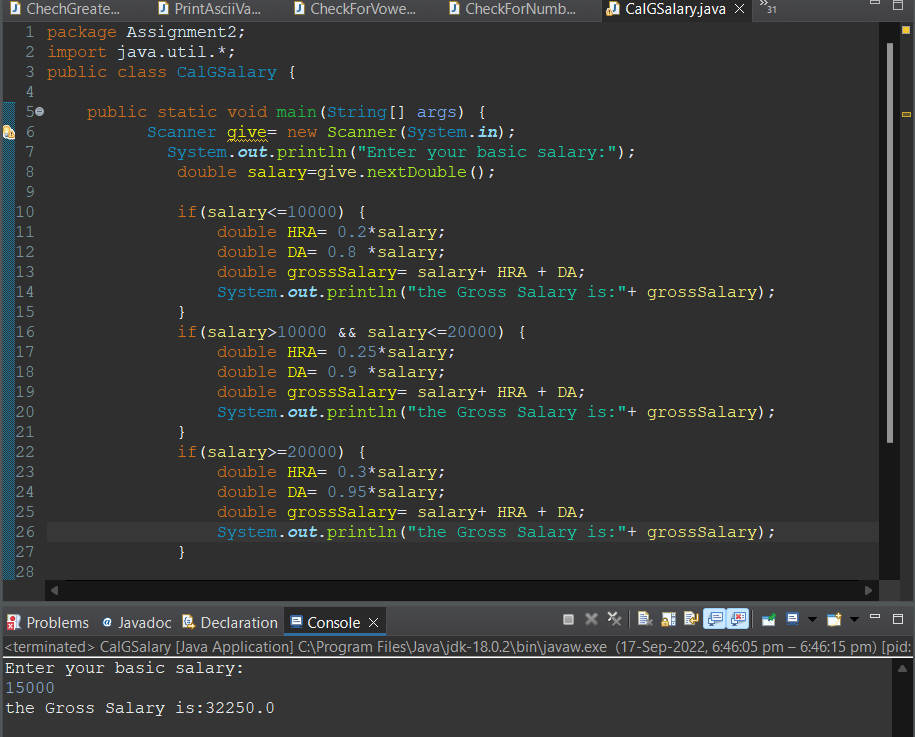 ChechGreate... PrintAsciiVa... CheckForVowe... CheckForNumb... CalGSalary.java 31
1 package Assignment2;
2 import java.util.*;
3 public class CalGSalary {
4
5 public static void main(String[] args) {
6 Scanner give= new Scanner(System.in);
7 System.out.println("Enter your basic salary:");
8 double salary=give.nextDouble();
9
10 if(salary<=10000) {
11 double HRA= 0.2*salary;
12 double DA= 0.8 *salary;
13 double grossSalary= salary+ HRA + DA;
14 System.out.println("the Gross Salary is:"+ grossSalary);
15 }
16 if(salary>10000 && salary<=20000) {
17 double HRA= 0.25*salary;
18 double DA= 0.9 *salary;
19 double grossSalary= salary+ HRA + DA;
20 System.out.println("the Gross Salary is:"+ grossSalary);
21 }
22 if(salary>=20000) {
23 double HRA= 0.3*salary;
24 double DA= 0.95*salary;
25 double grossSalary= salary+ HRA + DA;
26 System.out.println("the Gross Salary is:"+ grossSalary);
27 }
28
Problems @ Javadoc Declaration Console
<terminated> CalGSalary [Java Application] C:\Program Files\Java\jdk-18.0.2\bin\javaw.exe (17-Sep-2022, 6:46:05 pm – 6:46:15 pm) [pid:
Enter your basic salary:
15000
the Gross Salary is:32250.0